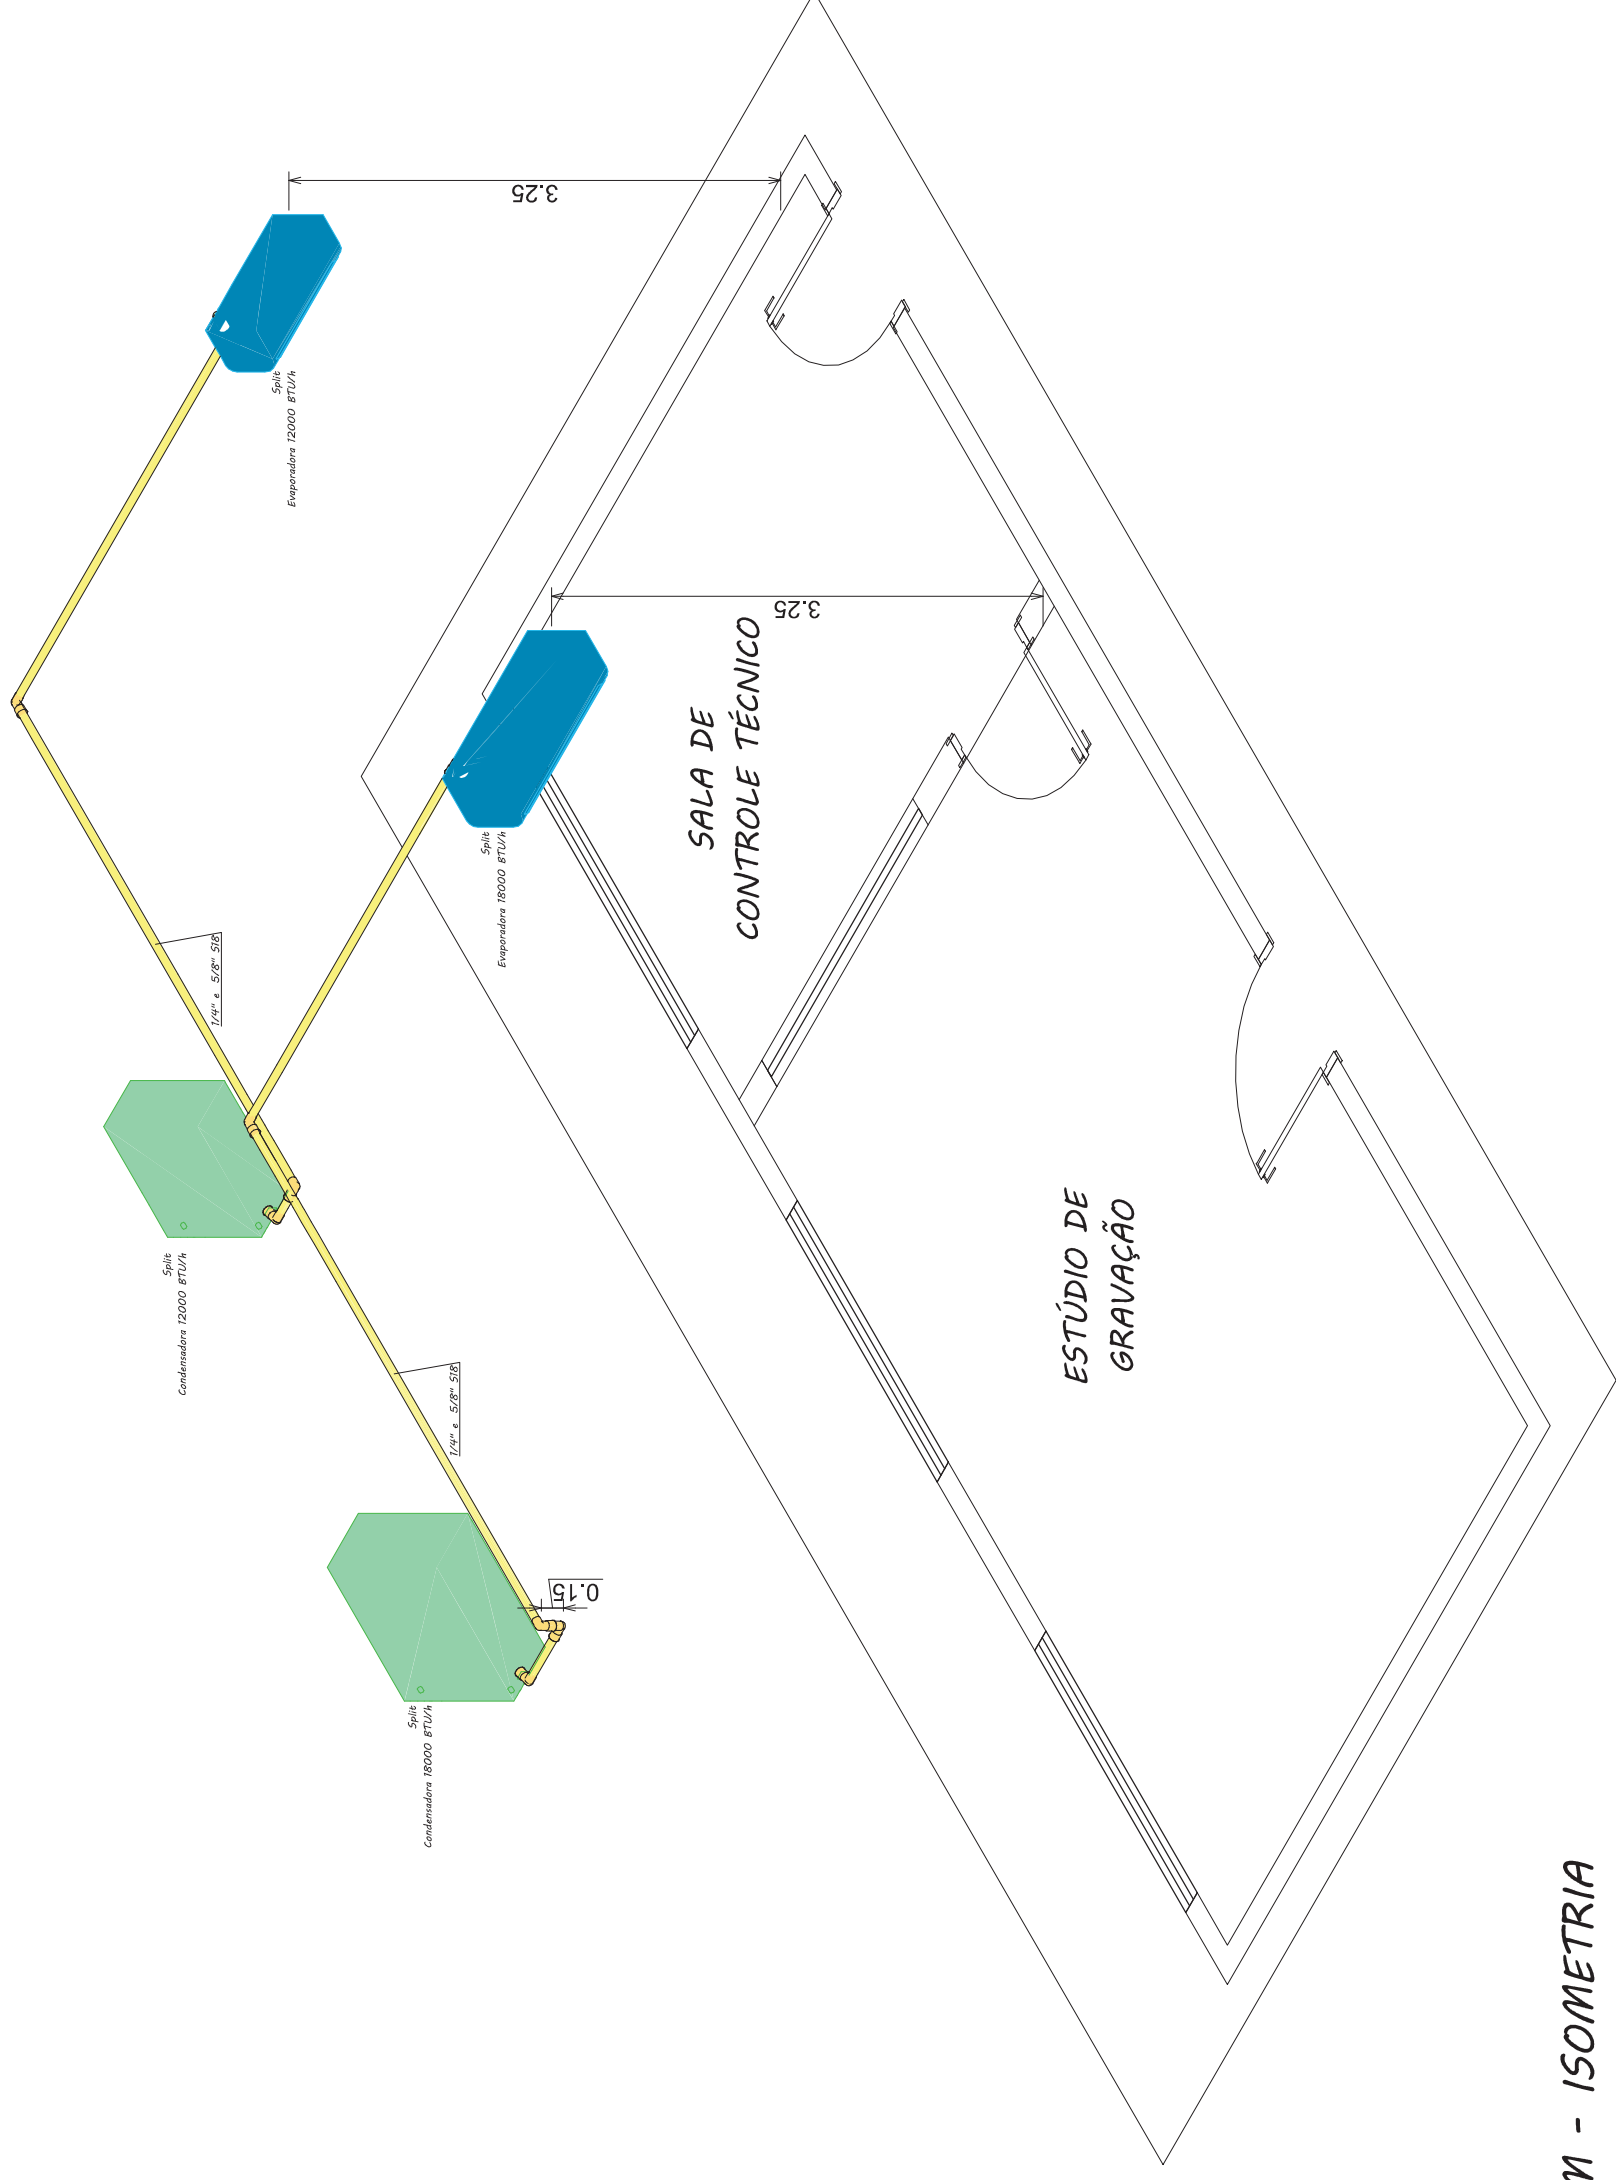 3.25
Split
Evaporadora 12000 BTU/h
3.25
SALA DE
CONTROLE TÉCNICO
Split
Evaporadora 18000 BTU/h
1/4" e 5/8" S18
Split
Condensadora 12000 BTU/h
1/4" e 5/8" S18
ESTÚDIO DE
GRAVAÇÃO
0.15
Split
Condensadora 18000 BTU/h
M - ISOMETRIA